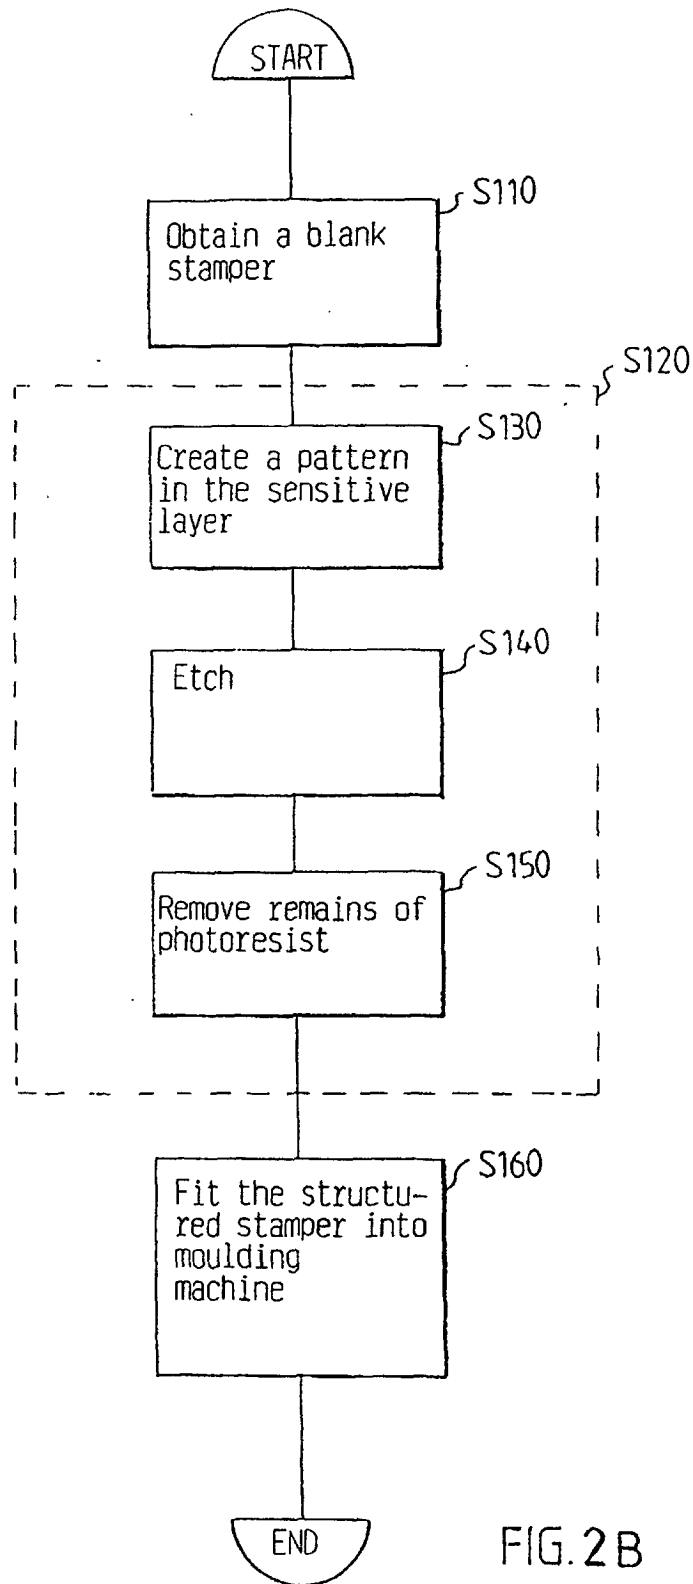 START
S110
Obtain a blank
stamper
S120
S130
Create a pattern
in the sensitive
layer
S140
Etch
S150
Remove remains of
photoresist
S160
Fit the structu-
red stamper into
moulding
machine
END
FIG. 2B